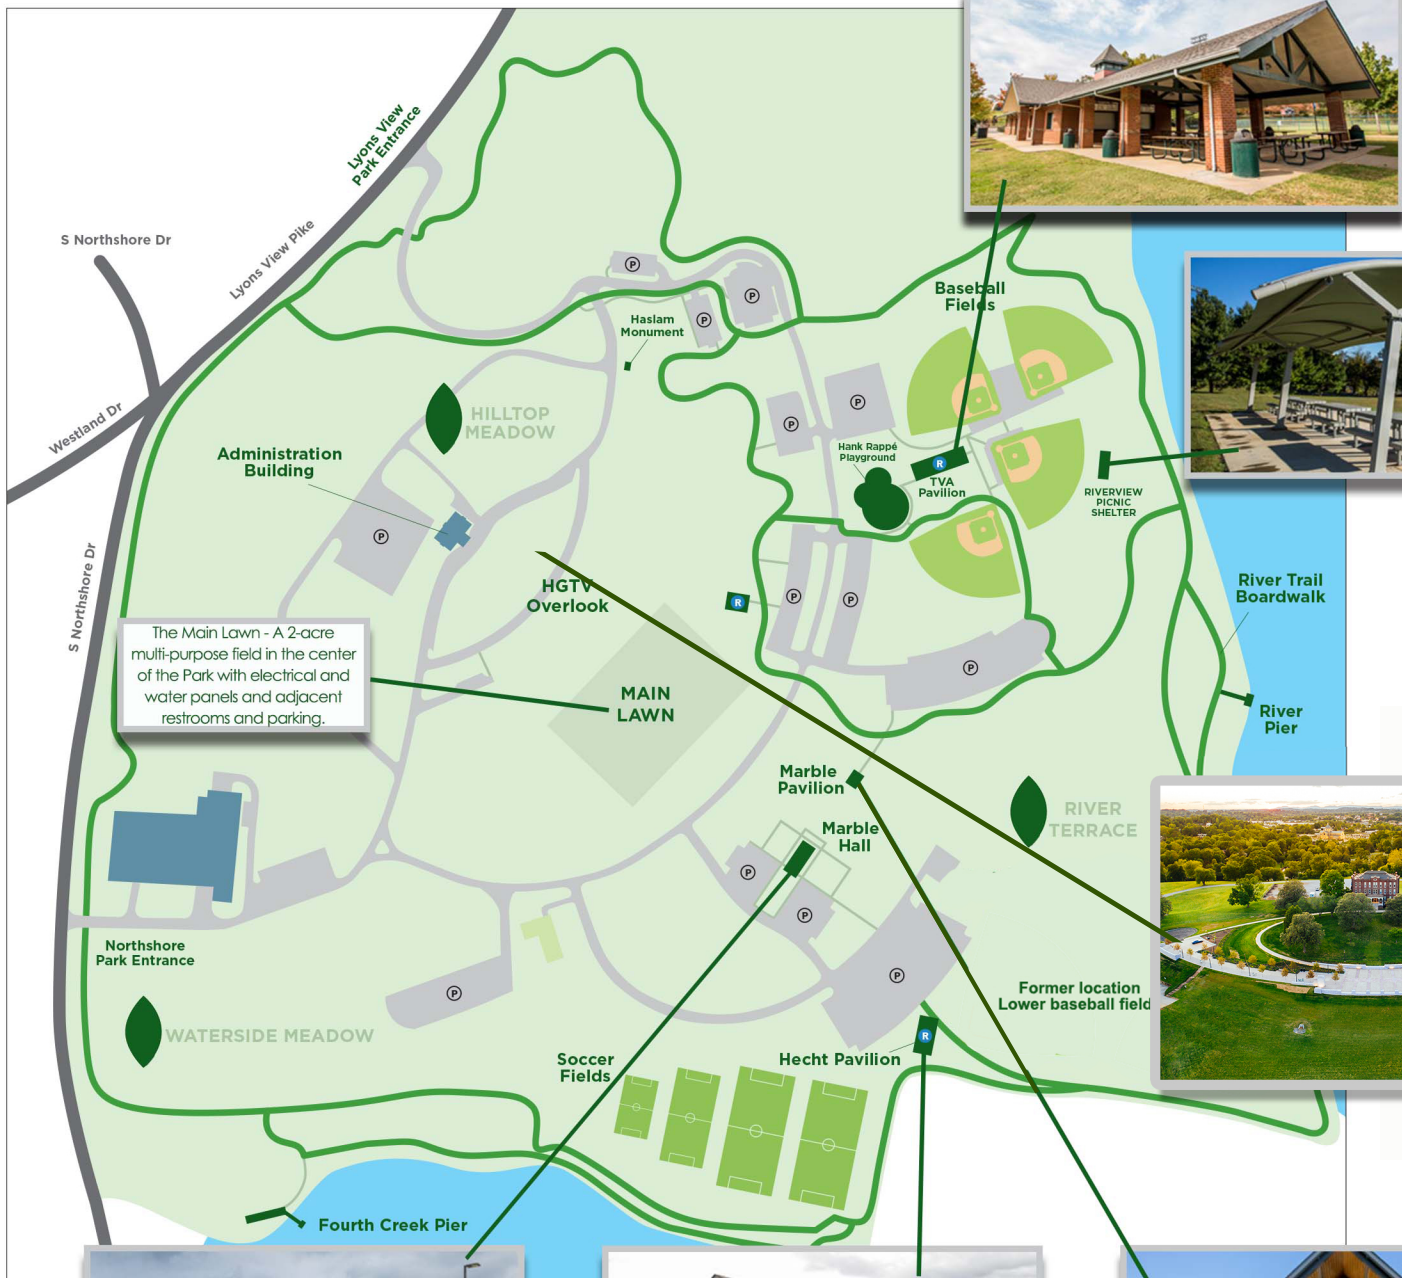 Lyons View
Park Entrance
S Northshore Dr
Lyons View Pike
P
Haslam
Monument
P
P
Baseball
Fields
Westland Dr
HILLTOP
MEADOW
P
P
Administration
Building
Hank Rappé
Playground
R
TVA
Pavilion
RIVERVIEW
PICNIC
SHELTER
P
S Northshore Dr
HGTV
Overlook
R
P
P
River Trail
Boardwalk
The Main Lawn - A 2-acre
multi-purpose field in the center
of the Park with electrical and
water panels and adjacent
restrooms and parking.
MAIN
LAWN
P
River
Pier
Marble
Pavilion
RIVER
TERRACE
Marble
Hall
P
P
Northshore
Park Entrance
P
P
Former location
Lower baseball field
WATERSIDE MEADOW
Soccer
Fields
Hecht Pavilion
R
Fourth Creek Pier